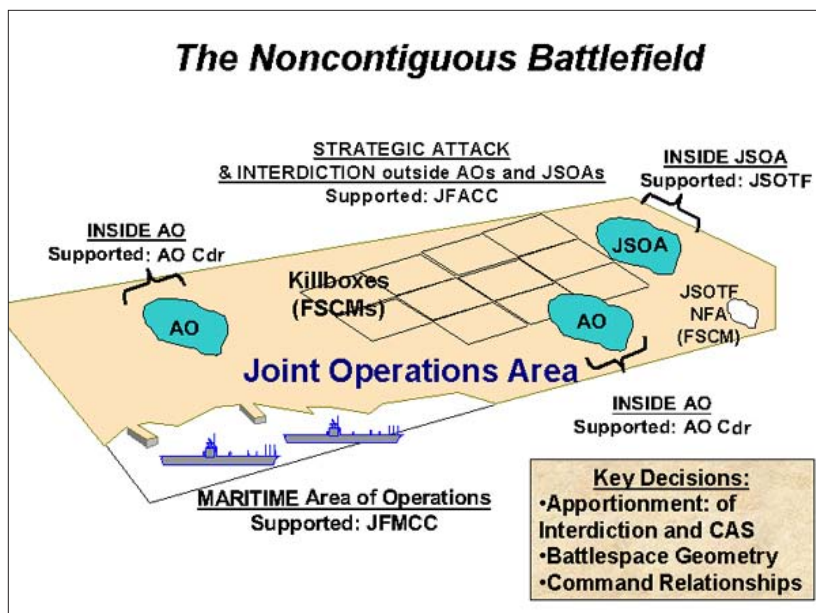 The Noncontiguous Battlefield
STRATEGIC ATTACK
& INTERDICTION outside AOs and JSOAs
Supported: JFACC
INSIDE JSOA
Supported: JSOTF
INSIDE AO
Supported: AO Cdr
JSOA
Killboxes
(FSCMs)
JSOTF
NFA
(FSCM)
AO
AO
Joint Operations Area
INSIDE AO
Supported: AO Cdr
MARITIME Area of Operations
Supported: JFMCC
Key Decisions:
•Apportionment: of
Interdiction and CAS
•Battlespace Geometry
•Command Relationships